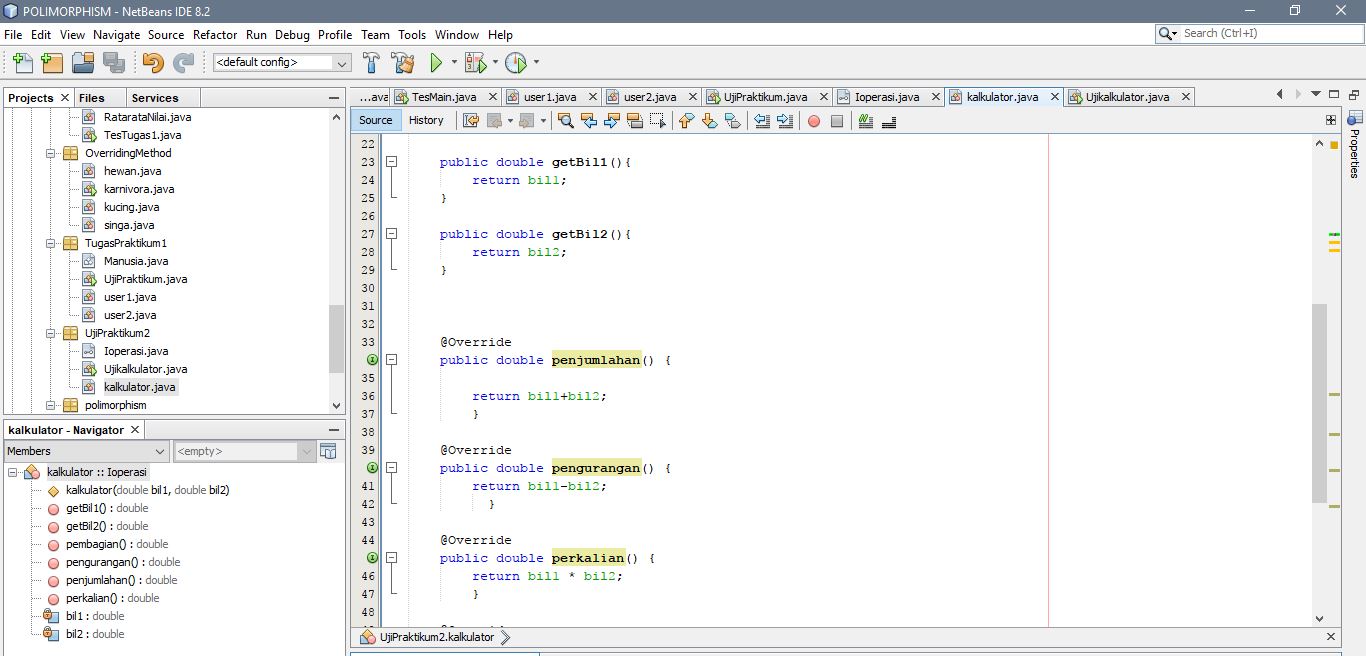 POLIMORPHISM - NetBeans IDE 8.2
File Edit View Navigate Source Refactor Run Debug Profile Team Tools Window Help
Search (Ctrl+I)
<default config>
Projects Files Services
RatarataNilai.java
TesTugas1.java
OverridingMethod
hewan.java
karnivora.java
kucing.java
singa.java
TugasPraktikum1
Manusia.java
UjiPraktikum.java
user1.java
user2.java
UjiPraktikum2
Ioperasi.java
Ujikalkulator.java
kalkulator.java
polimorphism
kalkulator - Navigator
Members <empty>
kalkulator :: Ioperasi
kalkulator(double bil1, double bil2)
getBil1() : double
getBil2() : double
pembagian() : double
pengurangan() : double
penjumlahan() : double
perkalian() : double
bil1 : double
bil2 : double
...ava TesMain.java user1.java user2.java UjiPraktikum.java Ioperasi.java kalkulator.java Ujikalkulator.java
Source History
22
23 public double getBil1(){
24 return bil1;
25 }
26
27 public double getBil2(){
28 return bil2;
29 }
30
31
32
33 @Override
34 public double penjumlahan() {
35
36 return bil1+bil2;
37 }
38
39 @Override
40 public double pengurangan() {
41 return bil1-bil2;
42 }
43
44 @Override
45 public double perkalian() {
46 return bil1 * bil2;
47 }
48
UjiPraktikum2.kalkulator
Properties